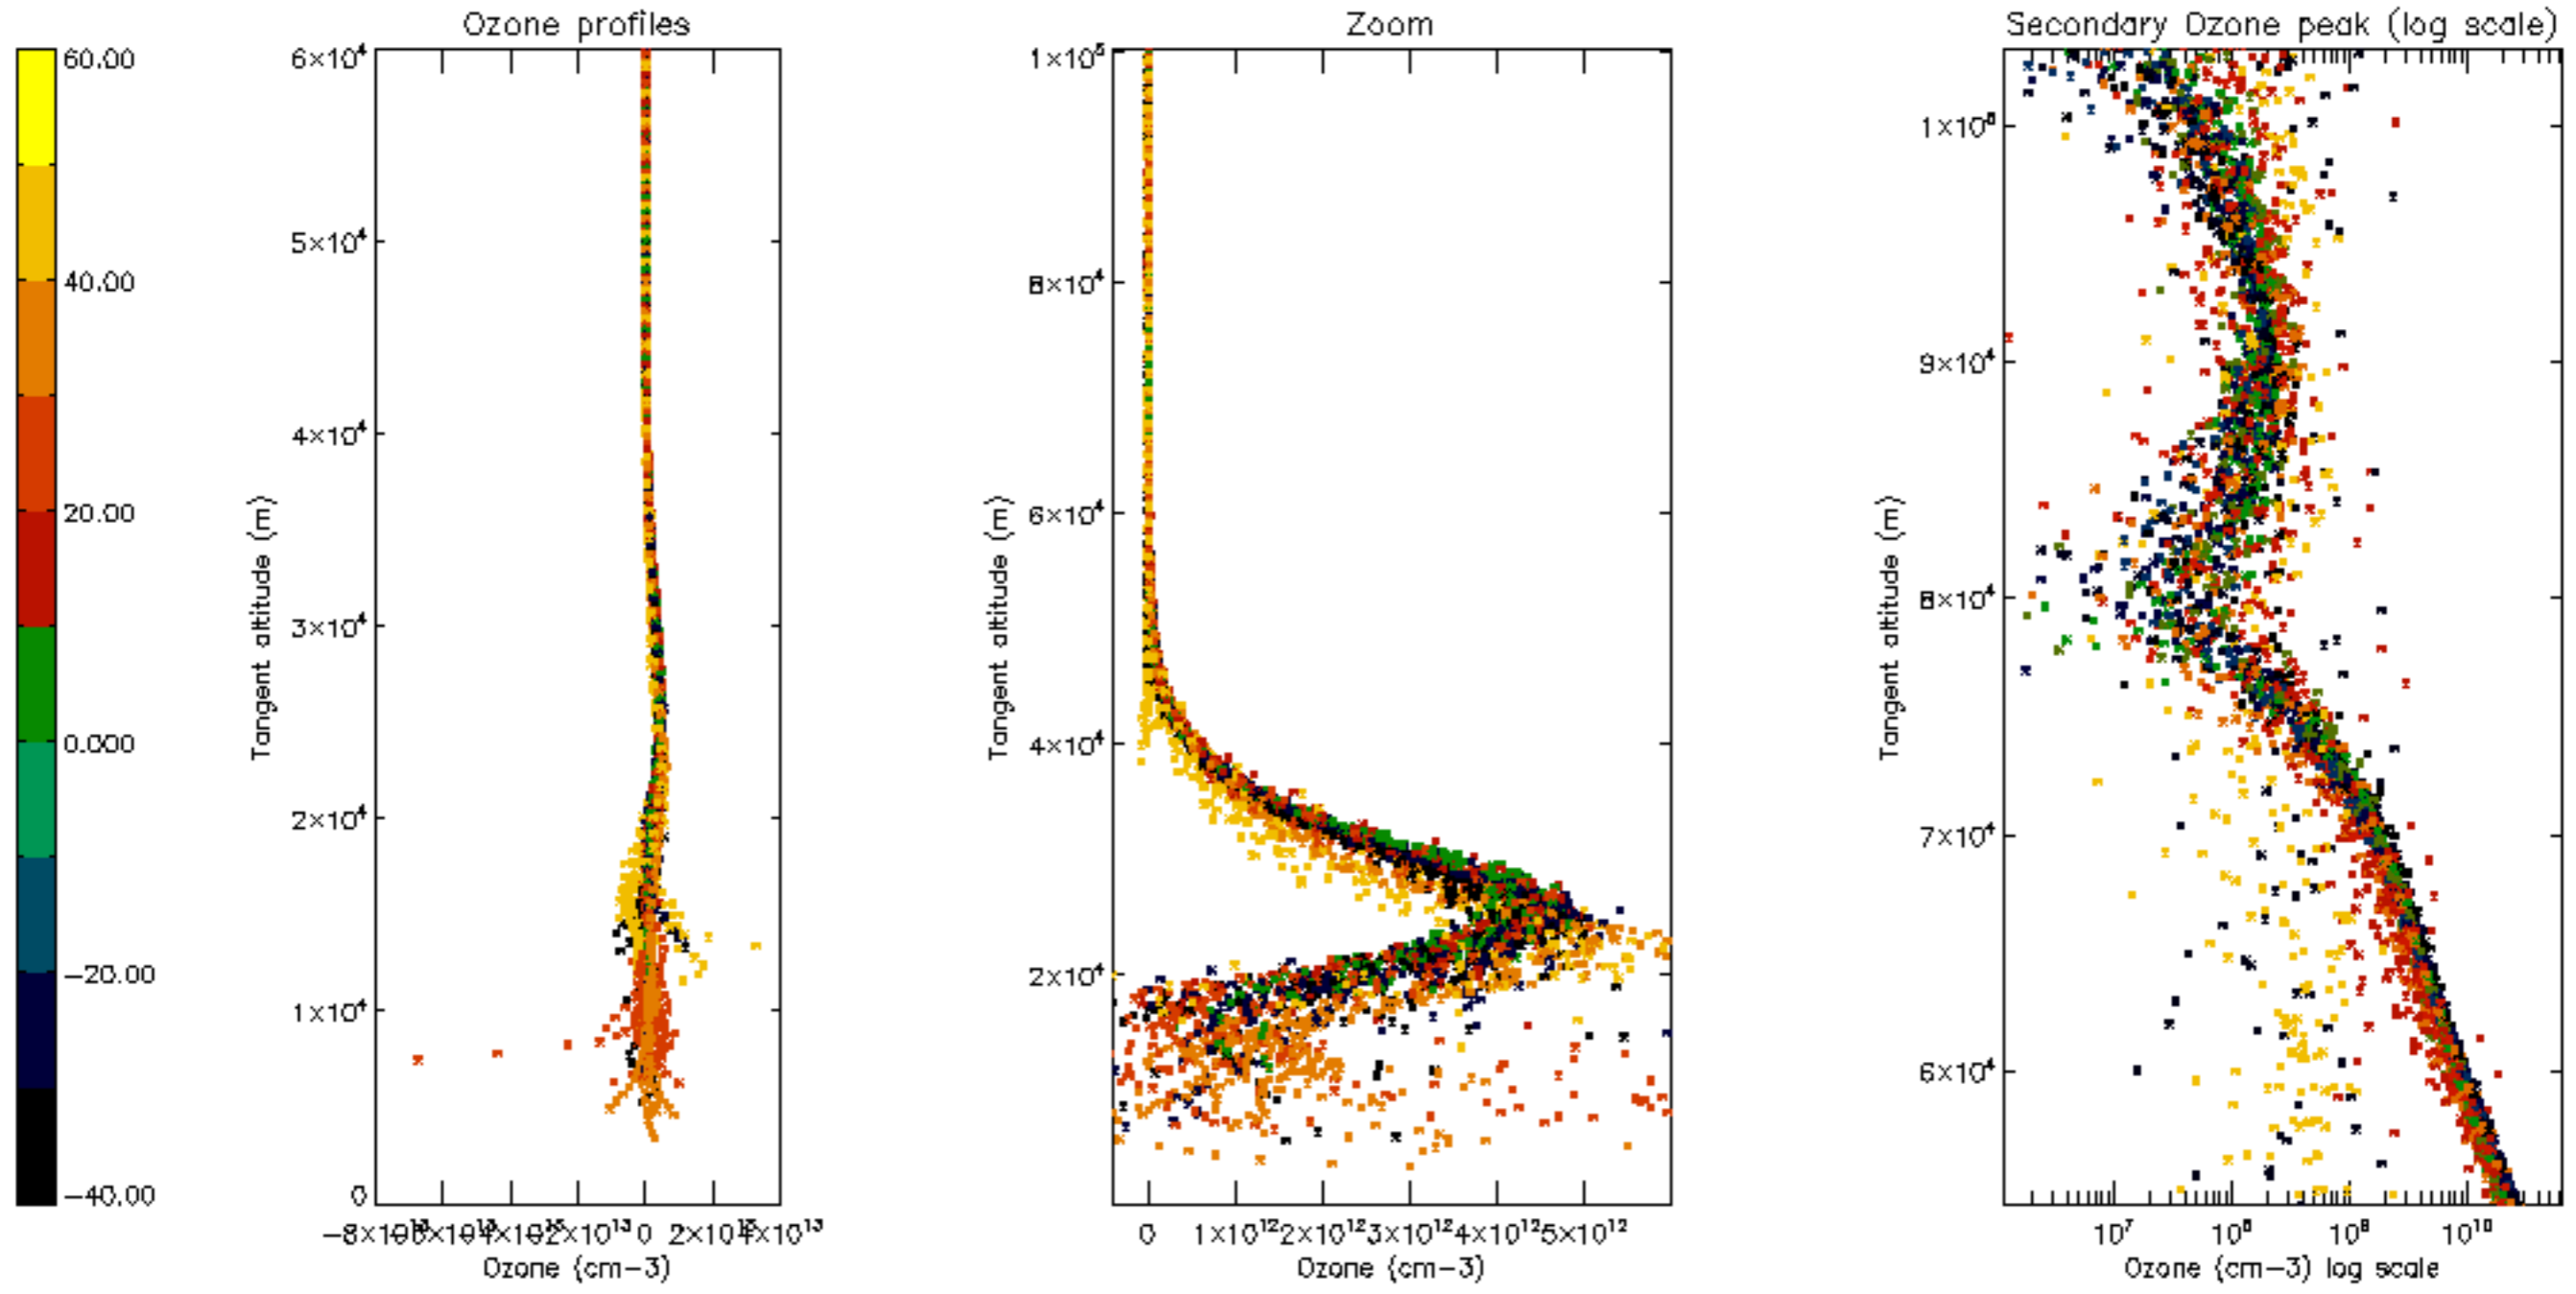 Ozone profiles
Zoom
Secondary Ozone peak (log scale)
60.00
40.00
20.00
0.000
−20.00
−40.00
6×10⁴
5×10⁴
4×10⁴
3×10⁴
2×10⁴
1×10⁴
0
Tangent altitude (m)
0
Ozone (cm−3)
1×10⁵
8×10⁴
6×10⁴
4×10⁴
2×10⁴
Tangent altitude (m)
0 1×10¹² 2×10¹² 3×10¹² 4×10¹² 5×10¹²
Ozone (cm−3)
9×10⁴
8×10⁴
7×10⁴
6×10⁴
Tangent altitude (m)
10⁷ 10⁸ 10⁹ 10¹⁰
Ozone (cm−3) log scale